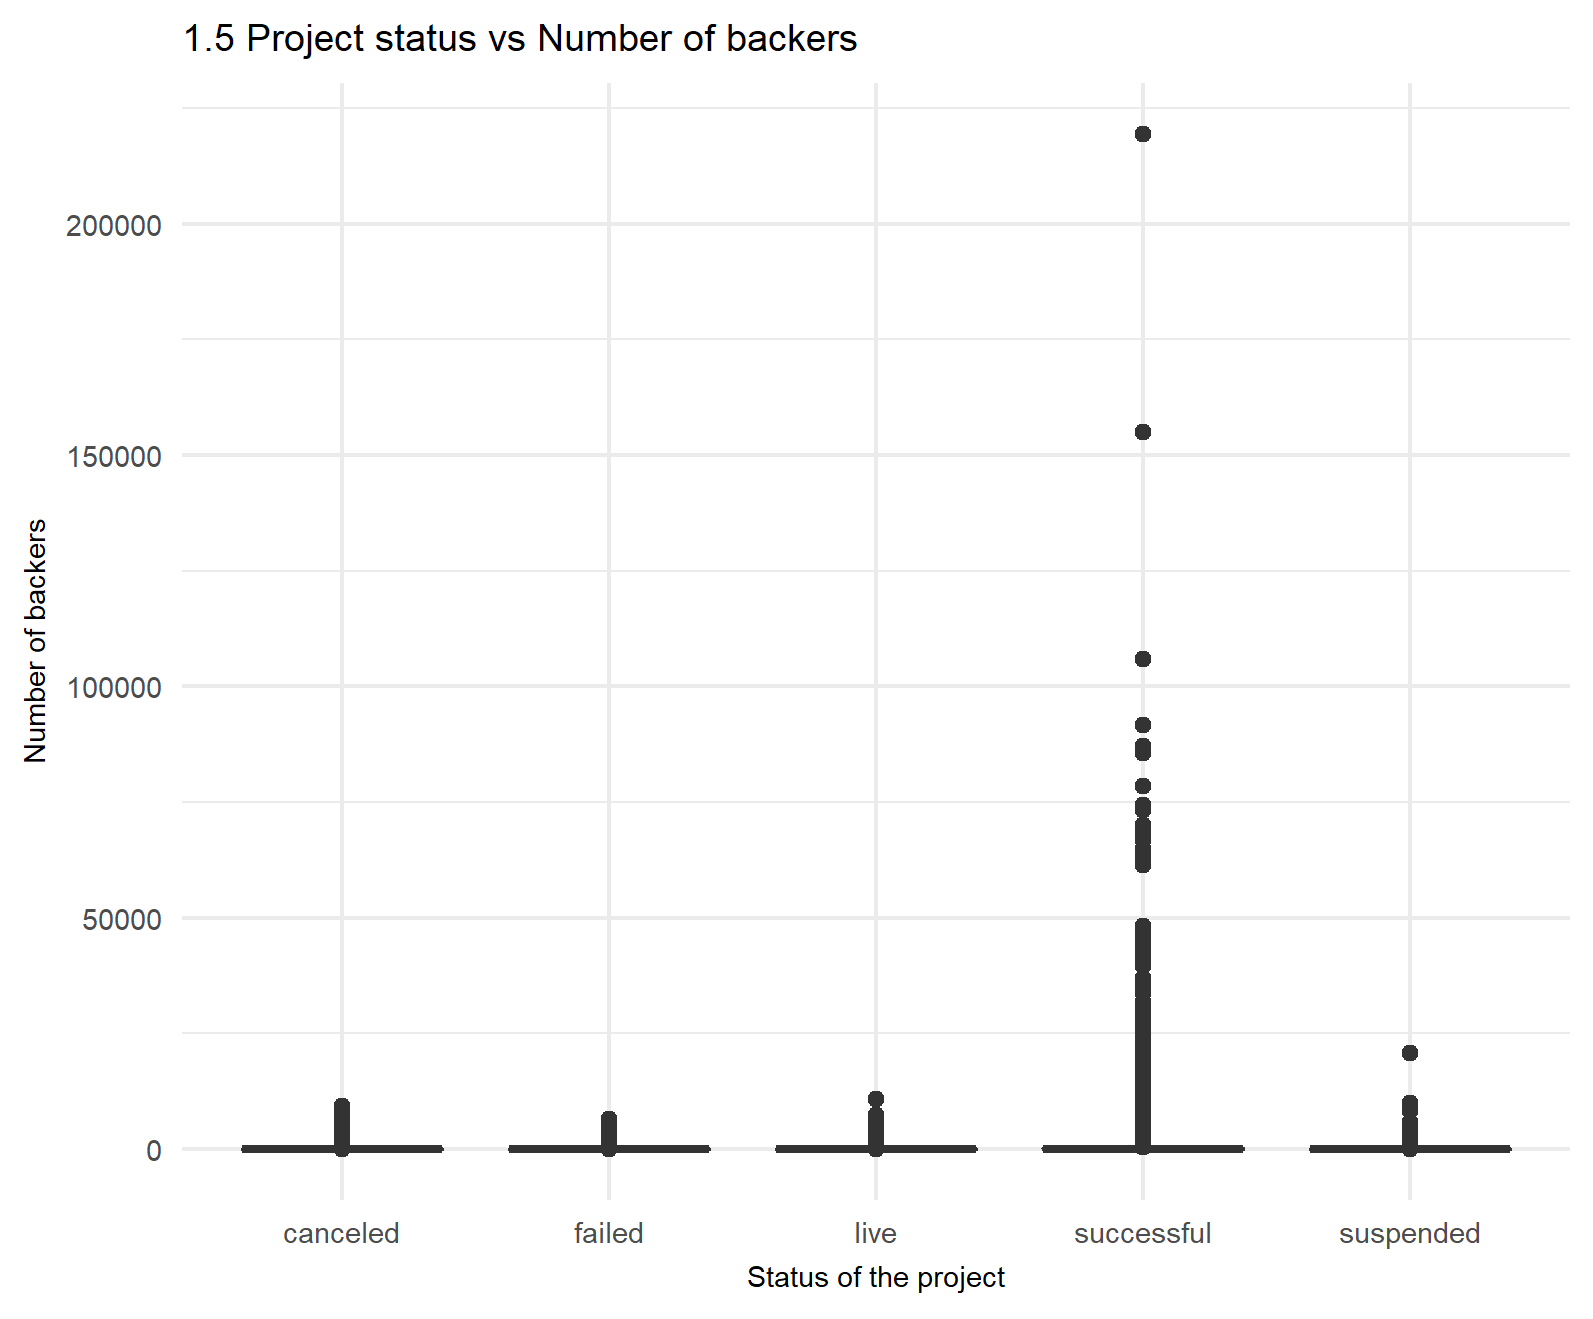 1.5 Project status vs Number of backers
Number of backers
200000
150000
100000
50000
0
canceled
failed
live
successful
suspended
Status of the project